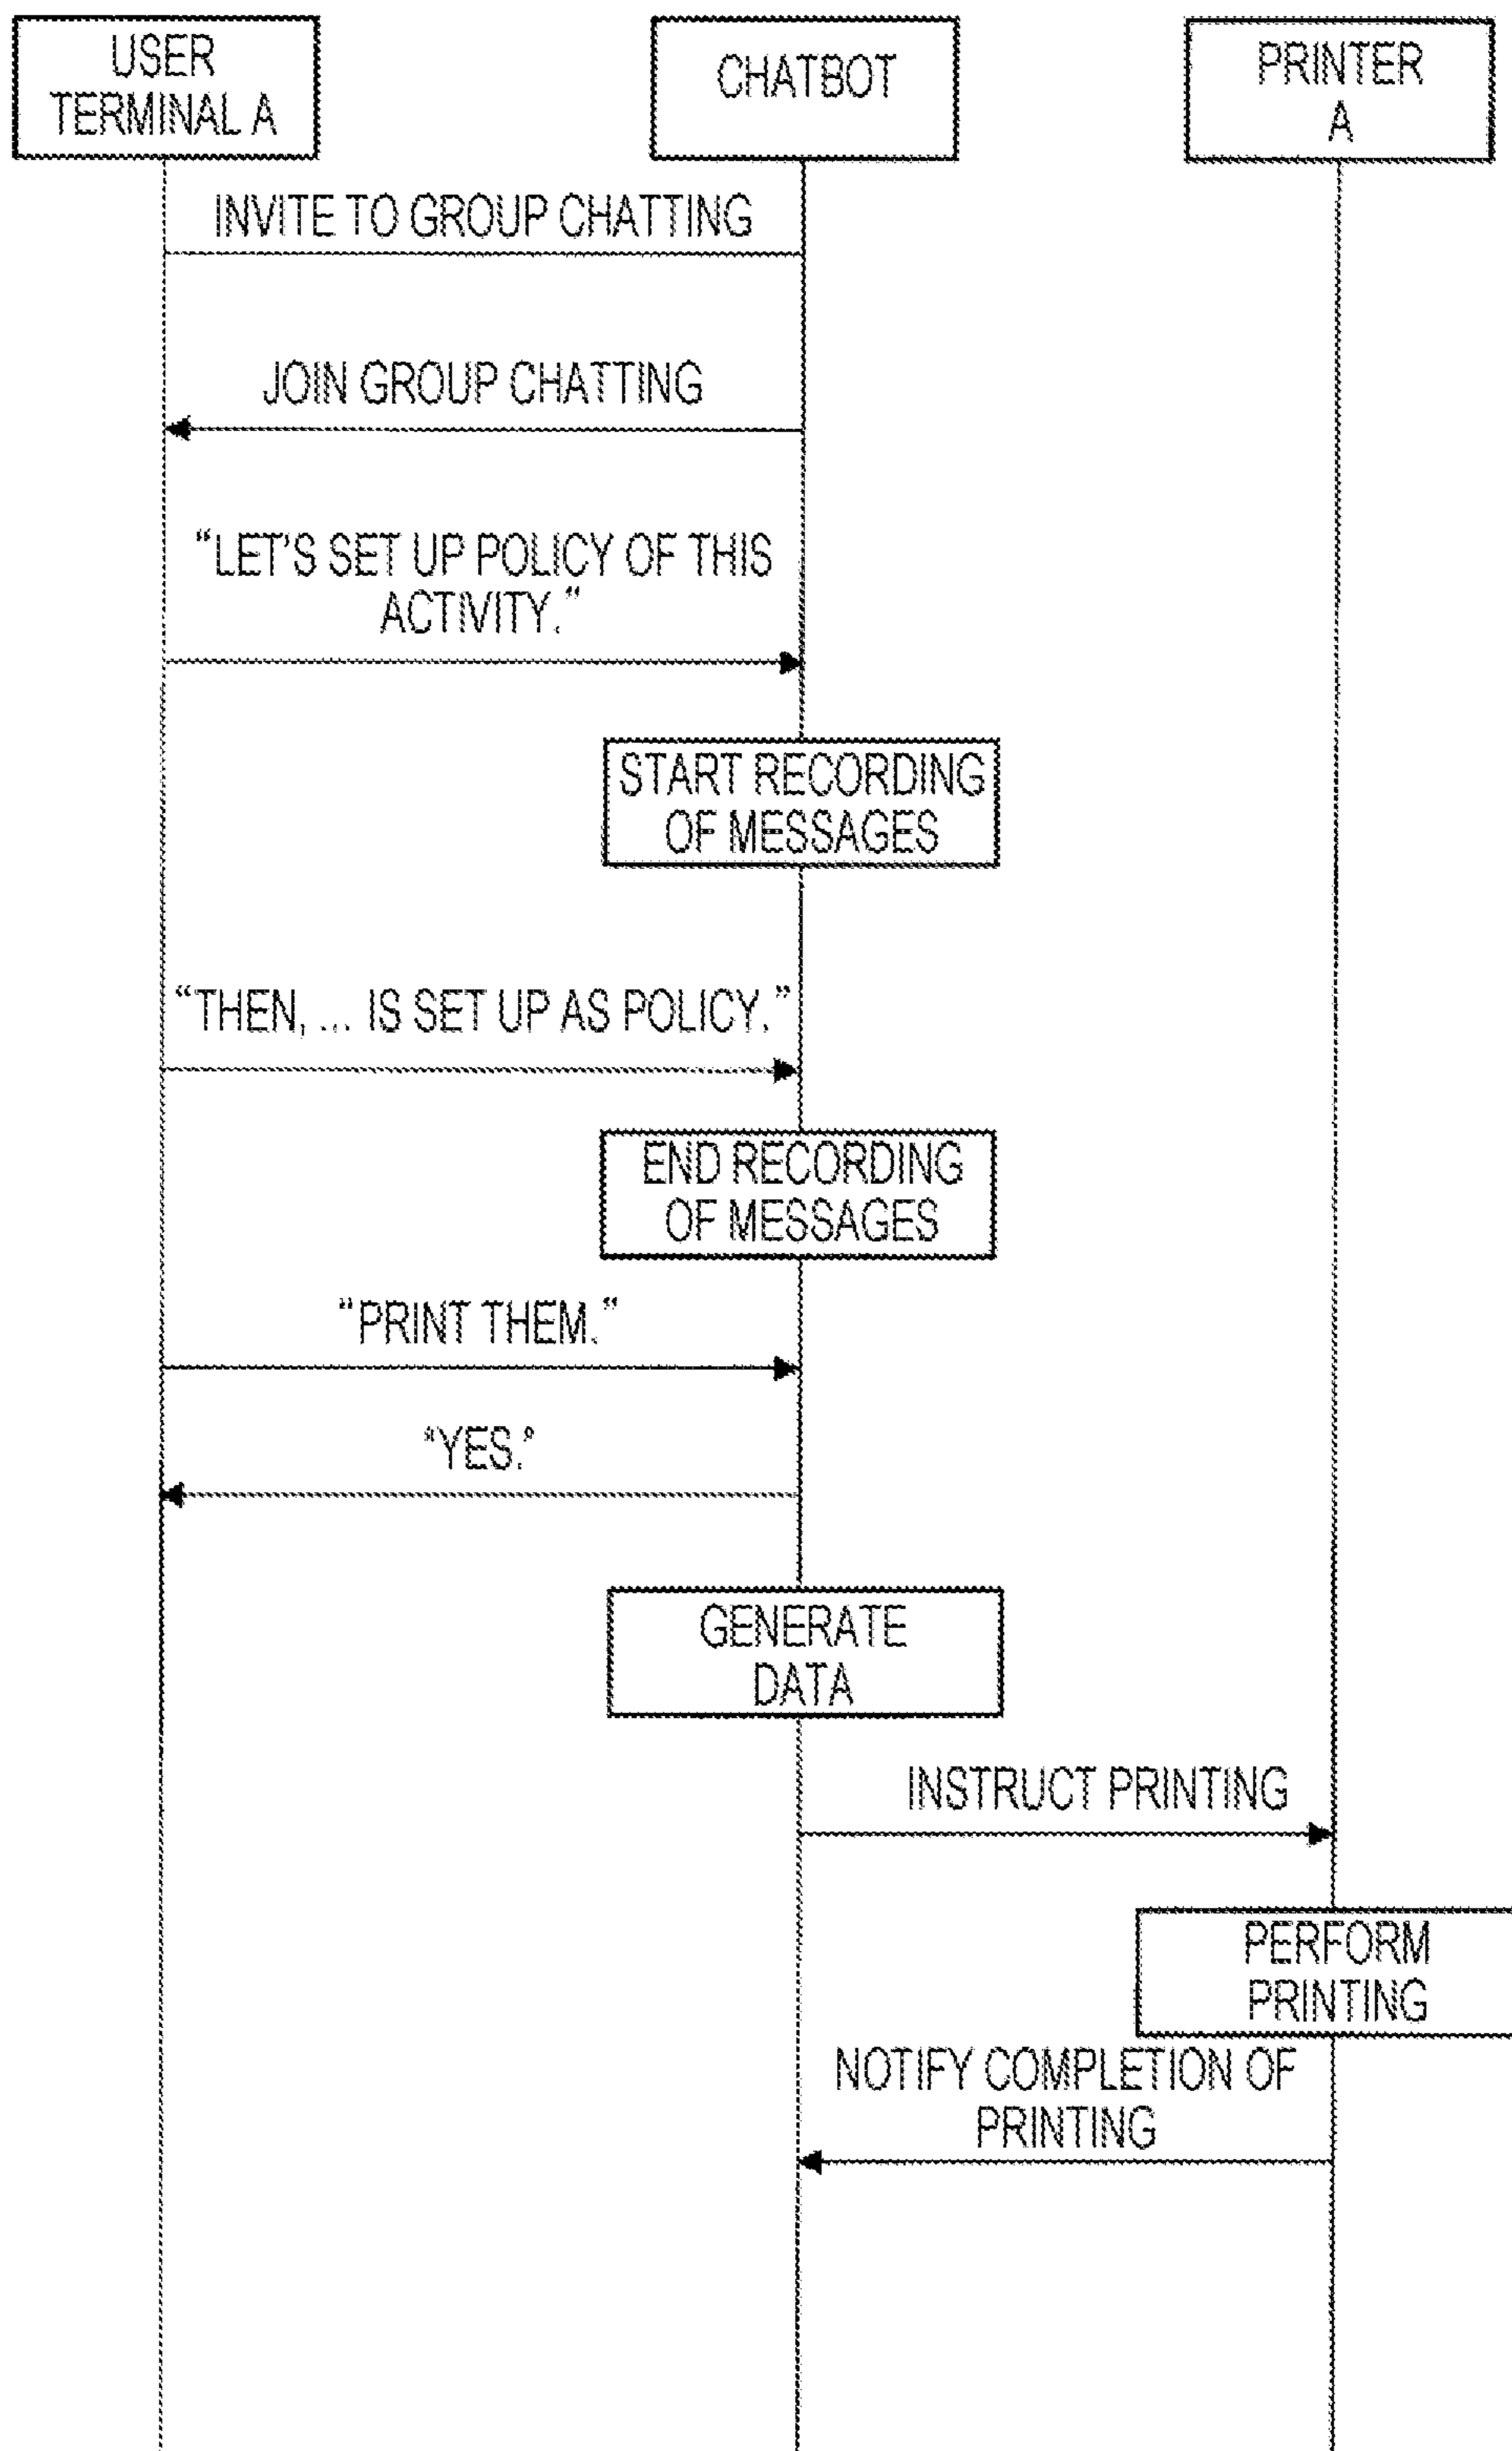 USER
TERMINAL A
CHATBOT
PRINTER
A
INVITE TO GROUP CHATTING
JOIN GROUP CHATTING
“LET'S SET UP POLICY OF THIS
ACTIVITY.”
START RECORDING
OF MESSAGES
“THEN, ... IS SET UP AS POLICY.”
END RECORDING
OF MESSAGES
“PRINT THEM.”
“YES.”
GENERATE
DATA
INSTRUCT PRINTING
PERFORM
PRINTING
NOTIFY COMPLETION OF
PRINTING